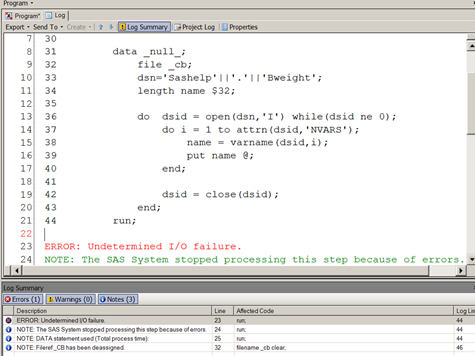 Program
Program* Log
Export Send To Create Log Summary Project Log Properties
7 30
8 31 data _null_;
9 32 file _cb;
10 33 dsn='Sashelp'||'.'||'Bweight';
11 34 length name $32;
12 35
13 36 do dsid = open(dsn,'I') while(dsid ne 0);
14 37 do i = 1 to attrn(dsid,'NVARS');
15 38 name = varname(dsid,i);
16 39 put name @;
17 40 end;
18 41
19 42 dsid = close(dsid);
20 43 end;
21 44 run;
22
23 ERROR: Undetermined I/O failure.
24 NOTE: The SAS System stopped processing this step because of errors.
Log Summary
Errors (1) Warnings (0) Notes (3)
Description Line Affected Code Log Lin
ERROR: Undetermined I/O failure. 23 run; 44
NOTE: The SAS System stopped processing this step because of errors. 24 run; 44
NOTE: DATA statement used (Total process time): 25 run; 44
NOTE: Fileref _CB has been deassigned. 32 filename _cb clear; 46